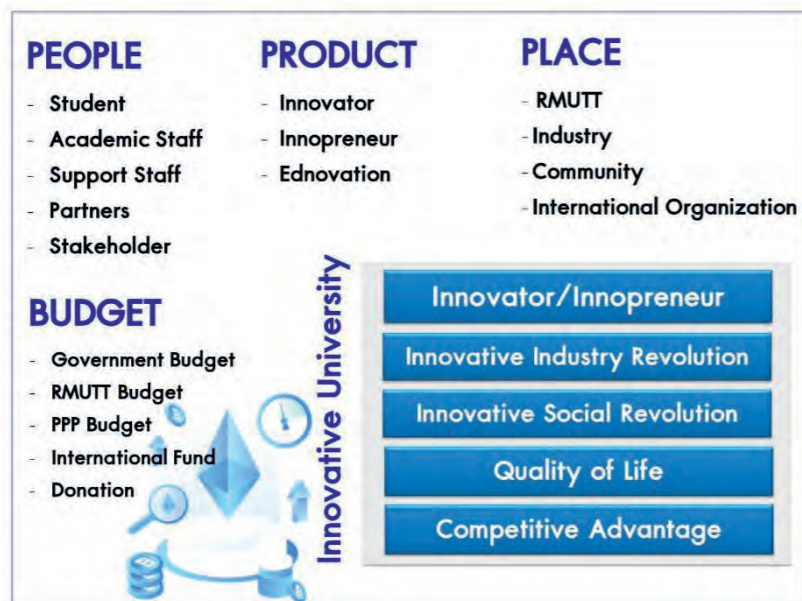 PEOPLE
- Student
- Academic Staff
- Support Staff
- Partners
- Stakeholder
PRODUCT
- Innovator
- Innopreneur
- Ednovation
PLACE
- RMUTT
- Industry
- Community
- International Organization
BUDGET
- Government Budget
- RMUTT Budget
- PPP Budget
- International Fund
- Donation
Innovative University
Innovator/Innopreneur
Innovative Industry Revolution
Innovative Social Revolution
Quality of Life
Competitive Advantage